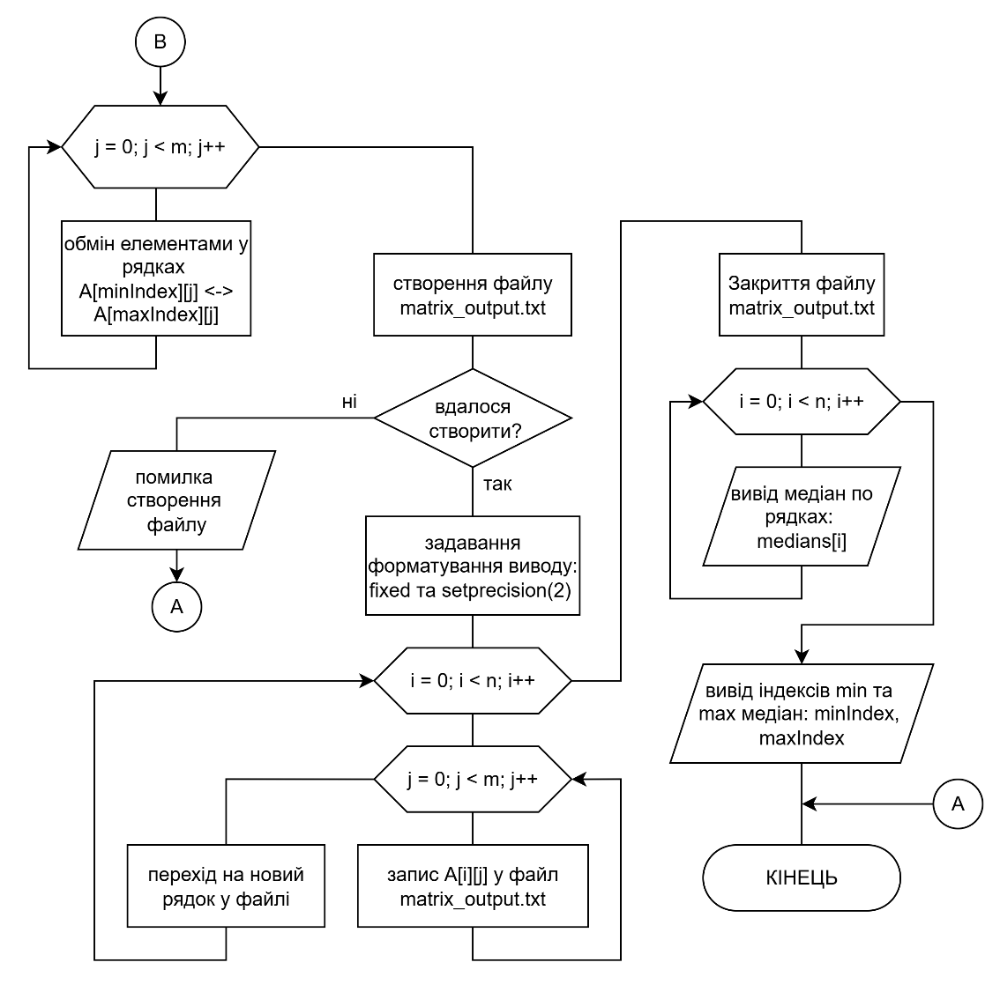 B
j = 0; j < m; j++
обмін елементами у
рядках
A[minIndex][j] <->
A[maxIndex][j]
створення файлу
matrix_output.txt
вдалося
створити?
ні
помилка
створення
файлу
A
так
задавання
форматування виводу:
fixed та setprecision(2)
i = 0; i < n; i++
j = 0; j < m; j++
перехід на новий
рядок у файлі
запис A[i][j] у файл
matrix_output.txt
Закриття файлу
matrix_output.txt
i = 0; i < n; i++
вивід медіан по
рядках:
medians[i]
вивід індексів min та
max медіан: minIndex,
maxIndex
A
КІНЕЦЬ